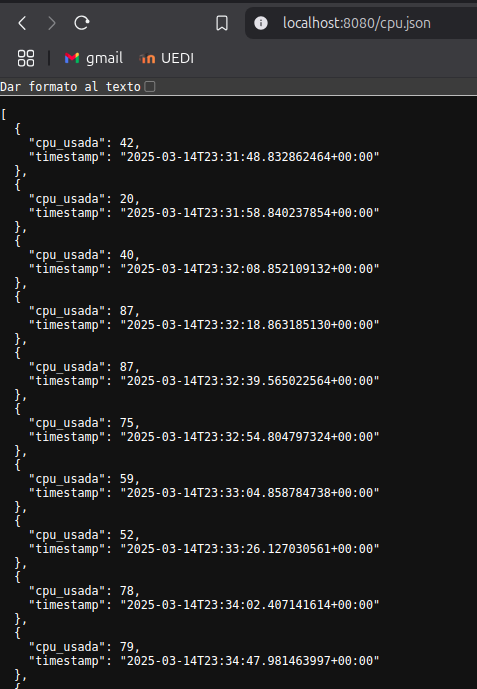 localhost:8080/cpu.json
gmail UEDI
Dar formato al texto
[
  {
    "cpu_usada": 42,
    "timestamp": "2025-03-14T23:31:48.832862464+00:00"
  },
  {
    "cpu_usada": 20,
    "timestamp": "2025-03-14T23:31:58.840237854+00:00"
  },
  {
    "cpu_usada": 40,
    "timestamp": "2025-03-14T23:32:08.852109132+00:00"
  },
  {
    "cpu_usada": 87,
    "timestamp": "2025-03-14T23:32:18.863185130+00:00"
  },
  {
    "cpu_usada": 87,
    "timestamp": "2025-03-14T23:32:39.565022564+00:00"
  },
  {
    "cpu_usada": 75,
    "timestamp": "2025-03-14T23:32:54.804797324+00:00"
  },
  {
    "cpu_usada": 59,
    "timestamp": "2025-03-14T23:33:04.858784738+00:00"
  },
  {
    "cpu_usada": 52,
    "timestamp": "2025-03-14T23:33:26.127030561+00:00"
  },
  {
    "cpu_usada": 78,
    "timestamp": "2025-03-14T23:34:02.407141614+00:00"
  },
  {
    "cpu_usada": 79,
    "timestamp": "2025-03-14T23:34:47.981463997+00:00"
  },
  {